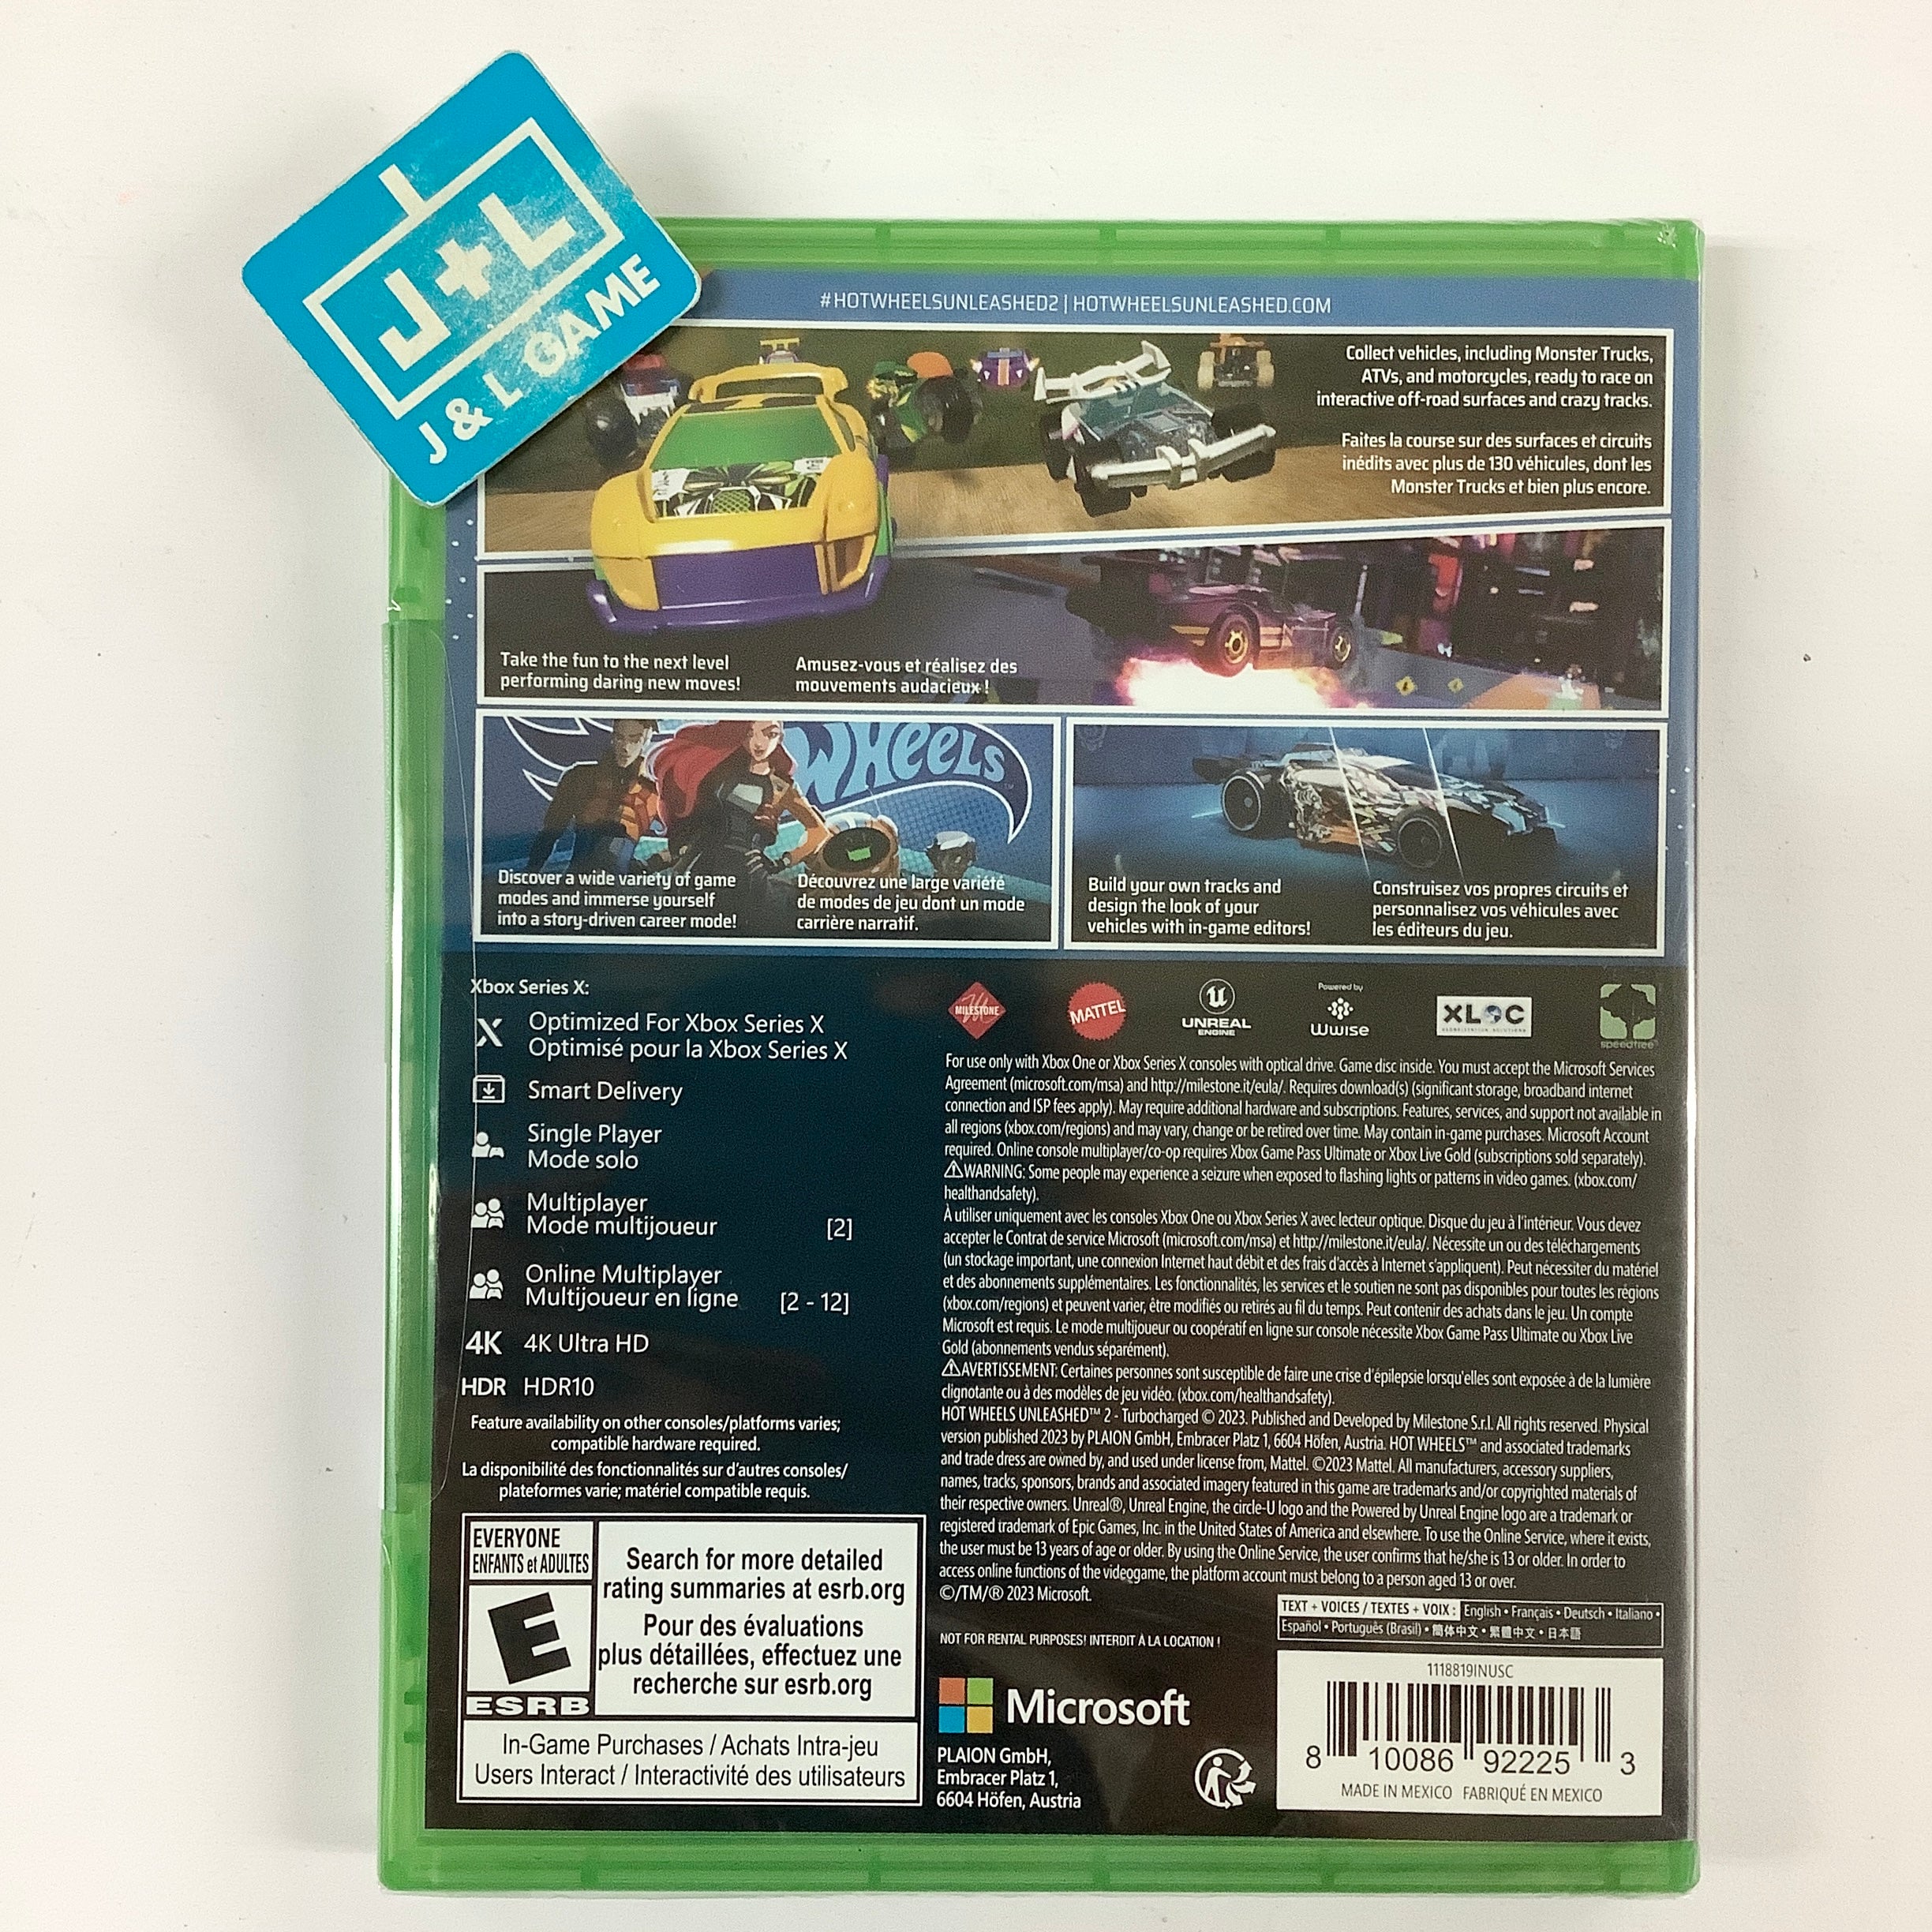 J+L
J & L GAME
#HOTWHEELSUNLEASHED2 | HOTWHEELSUNLEASHED.COM
Collect vehicles, including Monster Trucks,
ATVs, and motorcycles, ready to race on
interactive off-road surfaces and crazy tracks.
Faites la course sur des surfaces et circuits
inédits avec plus de 130 véhicules, dont les
Monster Trucks et bien plus encore.
Take the fun to the next level
performing daring new moves!
Amusez-vous et réalisez des
mouvements audacieux !
WHEELS™
Discover a wide variety of game
modes and immerse yourself
into a story-driven career mode!
Découvrez une large variété
de modes de jeu dont un mode
carrière narratif.
Build your own tracks and
design the look of your
vehicles with in-game editors!
Construisez vos propres circuits et
personnalisez vos véhicules avec
les éditeurs du jeu.
Xbox Series X:
X Optimized For Xbox Series X
Optimisé pour la Xbox Series X
Smart Delivery
Single Player
Mode solo
Multiplayer
Mode multijoueur [2]
Online Multiplayer
Multijoueur en ligne [2 - 12]
4K 4K Ultra HD
HDR HDR10
Feature availability on other consoles/platforms varies;
compatible hardware required.
La disponibilité des fonctionnalités sur d'autres consoles/
plateformes varie; matériel compatible requis.
EVERYONE
ENFANTS et ADULTES
E
ESRB
Search for more detailed
rating summaries at esrb.org
Pour des évaluations
plus détaillées, effectuez une
recherche sur esrb.org
In-Game Purchases / Achats Intra-jeu
Users Interact / Interactivité des utilisateurs
MILESTONE
MATTEL
UNREAL
ENGINE
Powered by
Wwise
XLOC
speedtree
For use only with Xbox One or Xbox Series X consoles with optical drive. Game disc inside. You must accept the Microsoft Services
Agreement (microsoft.com/msa) and http://milestone.it/eula/. Requires download(s) (significant storage, broadband internet
connection and ISP fees apply). May require additional hardware and subscriptions. Features, services, and support not available in
all regions (xbox.com/regions) and may vary, change or be retired over time. May contain in-game purchases. Microsoft Account
required. Online console multiplayer/co-op requires Xbox Game Pass Ultimate or Xbox Live Gold (subscriptions sold separately).
⚠WARNING: Some people may experience a seizure when exposed to flashing lights or patterns in video games. (xbox.com/
healthandsafety).
À utiliser uniquement avec les consoles Xbox One ou Xbox Series X avec lecteur optique. Disque du jeu à l'intérieur. Vous devez
accepter le Contrat de service Microsoft (microsoft.com/msa) et http://milestone.it/eula/. Nécessite un ou des téléchargements
(un stockage important, une connexion Internet haut débit et des frais d'accès à Internet s'appliquent). Peut nécessiter du matériel
et des abonnements supplémentaires. Les fonctionnalités, les services et le soutien ne sont pas disponibles pour toutes les régions
(xbox.com/regions) et peuvent varier, être modifiés ou retirés au fil du temps. Peut contenir des achats dans le jeu. Un compte
Microsoft est requis. Le mode multijoueur ou coopératif en ligne sur console nécessite Xbox Game Pass Ultimate ou Xbox Live
Gold (abonnements vendus séparément).
⚠AVERTISSEMENT: Certaines personnes sont susceptible de faire une crise d'épilepsie lorsqu'elles sont exposée à de la lumière
clignotante ou à des modèles de jeu vidéo. (xbox.com/healthandsafety).
HOT WHEELS UNLEASHED™ 2 - Turbocharged © 2023. Published and Developed by Milestone S.r.l. All rights reserved. Physical
version published 2023 by PLAION GmbH, Embracer Platz 1, 6604 Höfen, Austria. HOT WHEELS™ and associated trademarks
and trade dress are owned by, and used under license from, Mattel. ©2023 Mattel. All manufacturers, accessory suppliers,
names, tracks, sponsors, brands and associated imagery featured in this game are trademarks and/or copyrighted materials of
their respective owners. Unreal®, Unreal Engine, the circle-U logo and the Powered by Unreal Engine logo are a trademark or
registered trademark of Epic Games, Inc. in the United States of America and elsewhere. To use the Online Service, where it exists,
the user must be 13 years of age or older. By using the Online Service, the user confirms that he/she is 13 or older. In order to
access online functions of the videogame, the platform account must belong to a person aged 13 or over.
©/TM/® 2023 Microsoft.
NOT FOR RENTAL PURPOSES! INTERDIT À LA LOCATION !
TEXT + VOICES / TEXTES + VOIX : English • Français • Deutsch • Italiano •
Español • Português (Brasil) • 简体中文 • 繁體中文 • 日本語
Microsoft
PLAION GmbH,
Embracer Platz 1,
6604 Höfen, Austria
1118819INUSC
8 10086 92225 3
MADE IN MEXICO FABRIQUÉ EN MEXICO